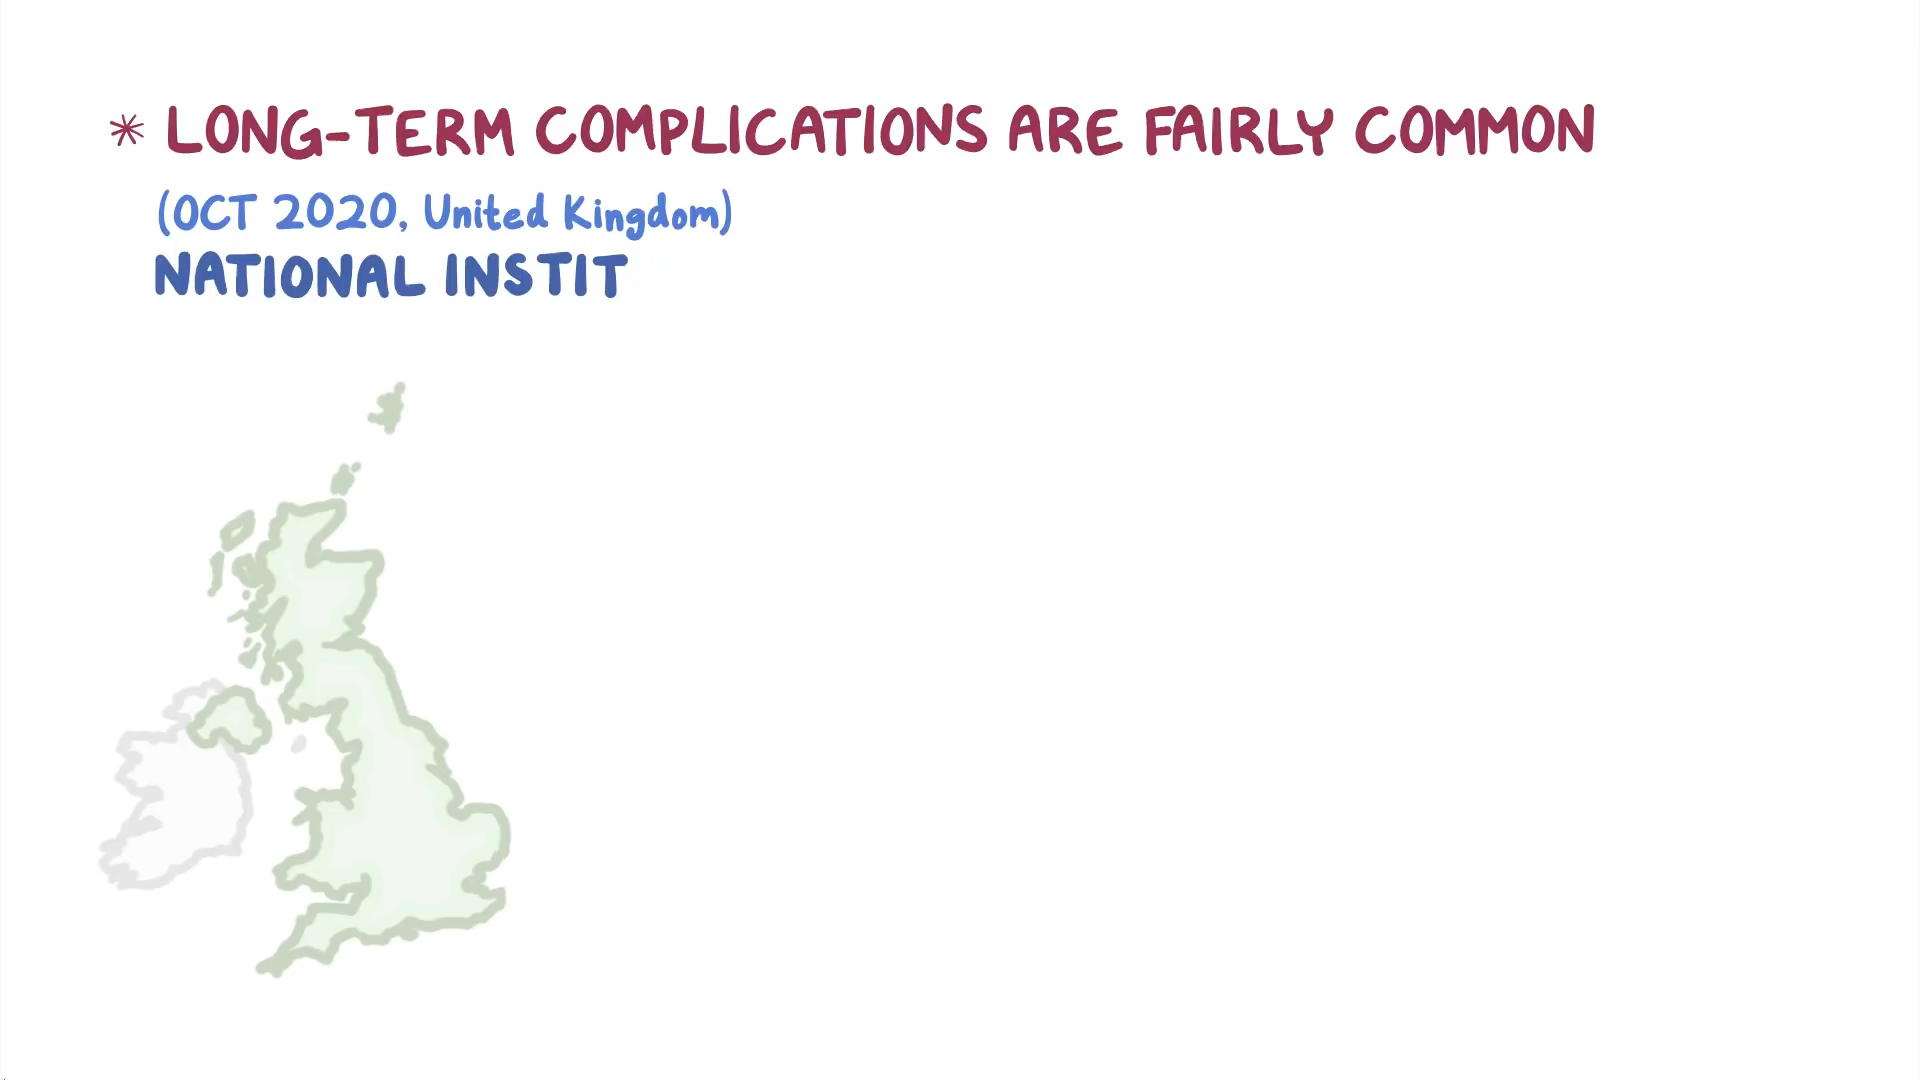 * LONG-TERM COMPLICATIONS ARE FAIRLY COMMON
(OCT 2020, United Kingdom)
NATIONAL INSTIT